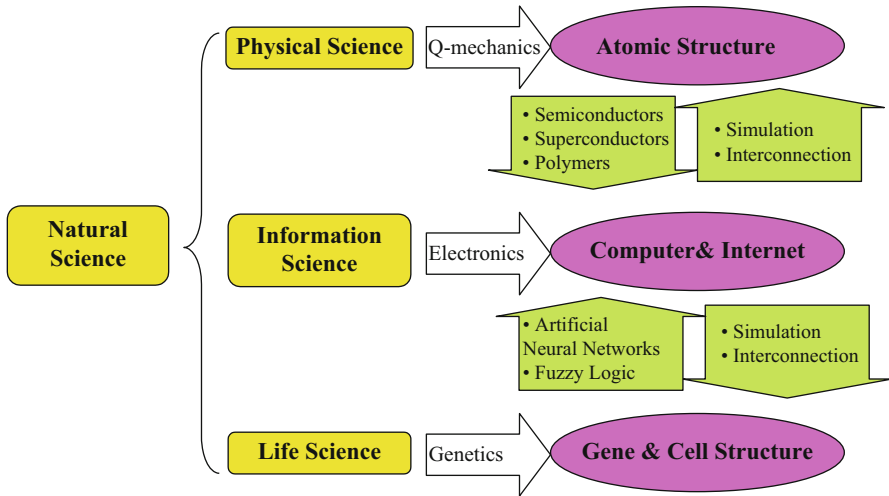 Physical Science
Q-mechanics
Atomic Structure
• Semiconductors
• Superconductors
• Polymers
• Simulation
• Interconnection
Natural
Science
Information
Science
Electronics
Computer& Internet
• Artificial
Neural Networks
• Fuzzy Logic
• Simulation
• Interconnection
Life Science
Genetics
Gene & Cell Structure